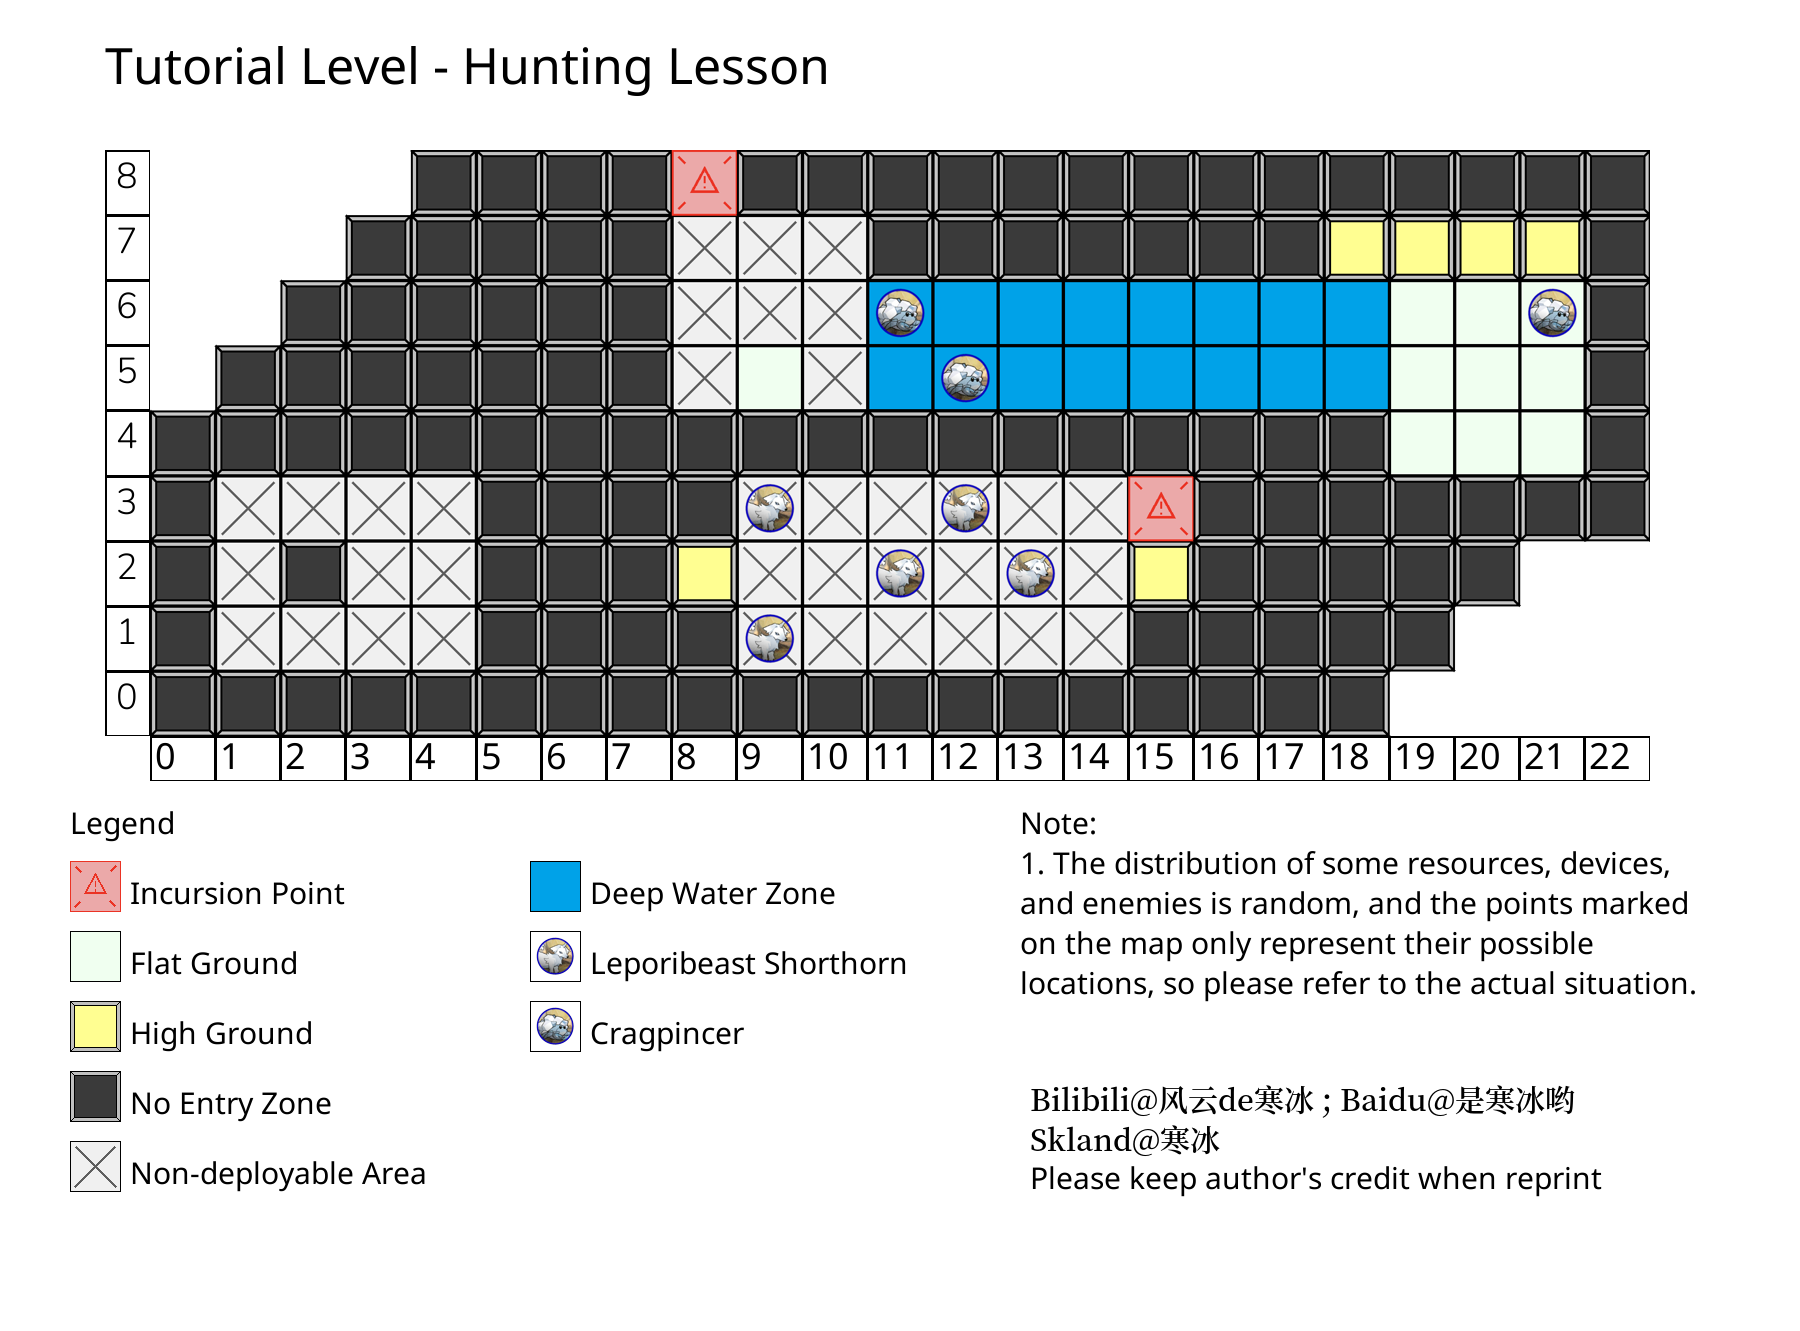 Tutorial Level - Hunting Lesson
8
7
6
5
4
3
2
1
0
0 1 2 3 4 5 6 7 8 9 10 11 12 13 14 15 16 17 18 19 20 21 22
Legend
Incursion Point
Flat Ground
High Ground
No Entry Zone
Non-deployable Area
Deep Water Zone
Leporibeast Shorthorn
Cragpincer
Note:
1. The distribution of some resources, devices,
and enemies is random, and the points marked
on the map only represent their possible
locations, so please refer to the actual situation.
Bilibili@风云de寒冰 ; Baidu@是寒冰哟
Skland@寒冰
Please keep author's credit when reprint